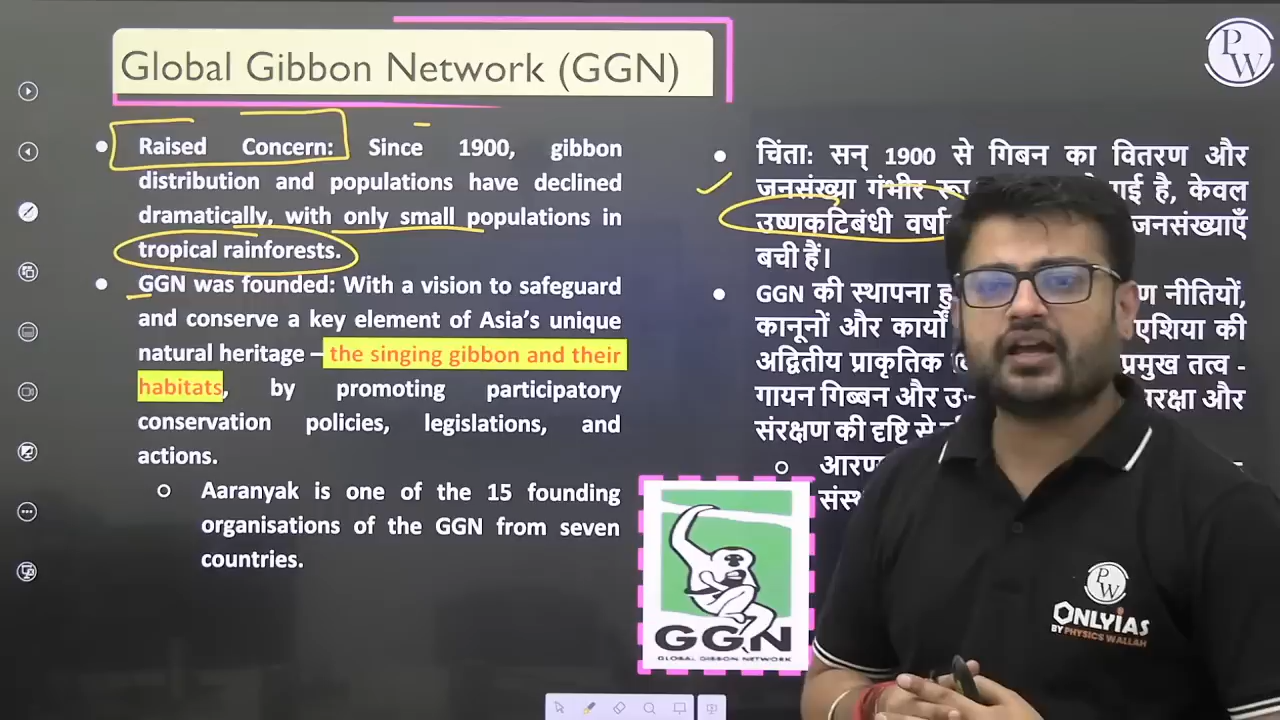 Global Gibbon Network (GGN)
PW
Raised Concern: Since 1900, gibbon
distribution and populations have declined
dramatically, with only small populations in
tropical rainforests.
GGN was founded: With a vision to safeguard
and conserve a key element of Asia's unique
natural heritage – the singing gibbon and their
habitats, by promoting participatory
conservation policies, legislations, and
actions.
Aaranyak is one of the 15 founding
organisations of the GGN from seven
countries.
चिंता: सन् 1900 से गिबन का वितरण और
जनसंख्या गंभीर गई है, केवल
उष्णकटिबंधी जनसंख्याएँ
बची हैं।
GGN की स्थापना नीतियों,
कानूनों और कार्यों एशिया की
अद्वितीय प्राकृतिक प्रमुख तत्व -
गायन गिब्बन और और
संरक्षण की दृष्टि से
GGN
GLOBAL GIBBON NETWORK
PW
ONLYIAS
BY PHYSICS WALLAH